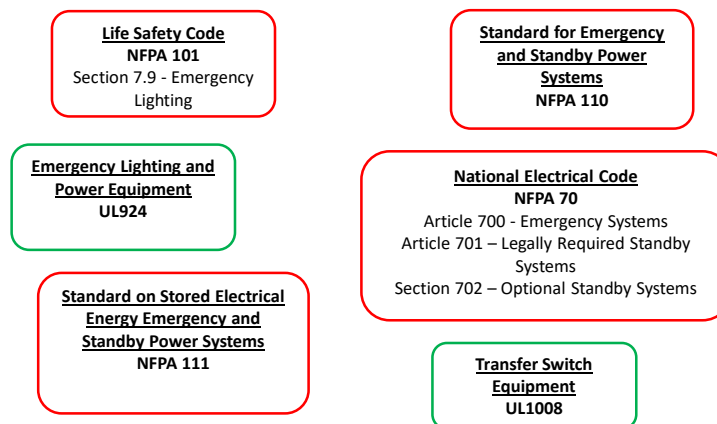 Life Safety Code
NFPA 101
Section 7.9 - Emergency
Lighting
Standard for Emergency
and Standby Power
Systems
NFPA 110
Emergency Lighting and
Power Equipment
UL924
National Electrical Code
NFPA 70
Article 700 - Emergency Systems
Article 701 – Legally Required Standby
Systems
Section 702 – Optional Standby Systems
Standard on Stored Electrical
Energy Emergency and
Standby Power Systems
NFPA 111
Transfer Switch
Equipment
UL1008